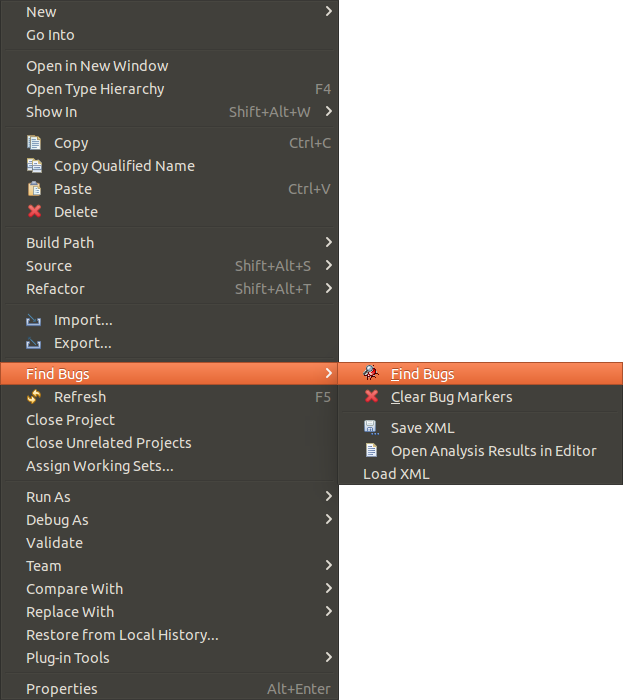 New
Go Into
Open in New Window
Open Type Hierarchy F4
Show In Shift+Alt+W
Copy Ctrl+C
Copy Qualified Name
Paste Ctrl+V
Delete
Build Path
Source Shift+Alt+S
Refactor Shift+Alt+T
Import...
Export...
Find Bugs
Refresh F5
Close Project
Close Unrelated Projects
Assign Working Sets...
Run As
Debug As
Validate
Team
Compare With
Replace With
Restore from Local History...
Plug-in Tools
Properties Alt+Enter
Find Bugs
Clear Bug Markers
Save XML
Open Analysis Results in Editor
Load XML